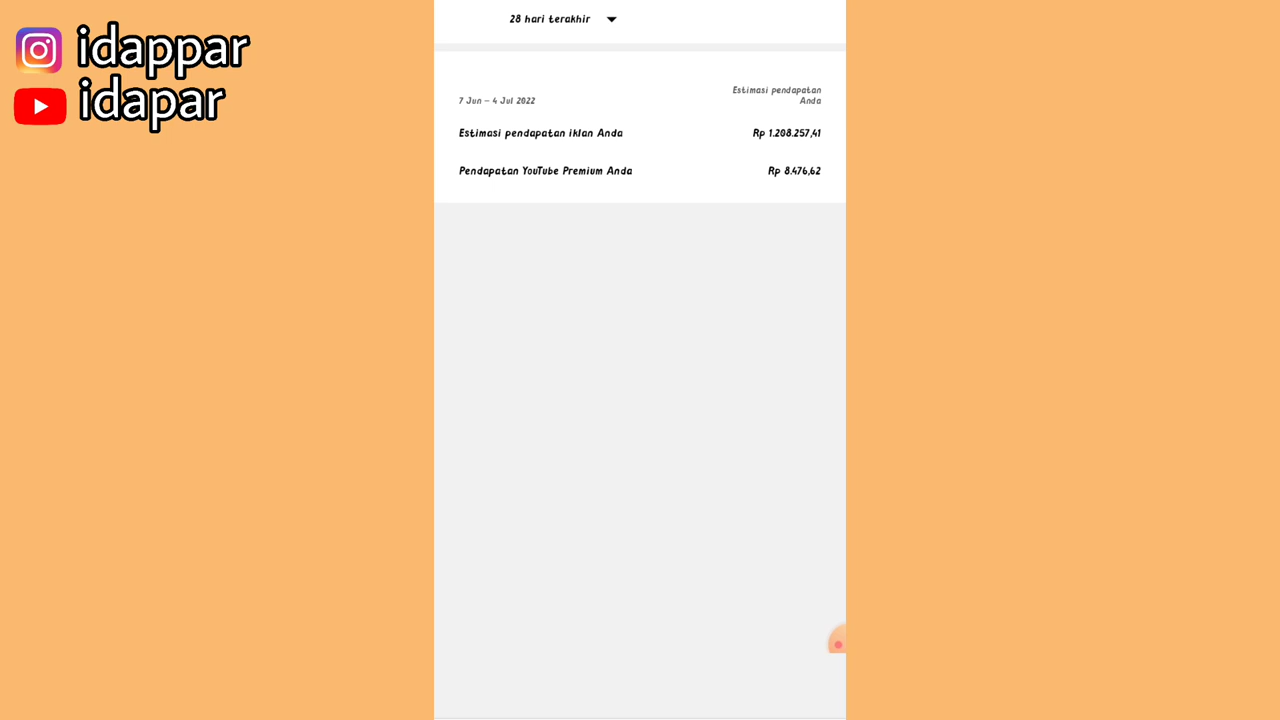 idappar
idapar
28 hari terakhir
Estimasi pendapatan
7 Jun – 4 Jul 2022 Anda
Estimasi pendapatan iklan Anda Rp 1.208.257,41
Pendapatan YouTube Premium Anda Rp 8.476,62